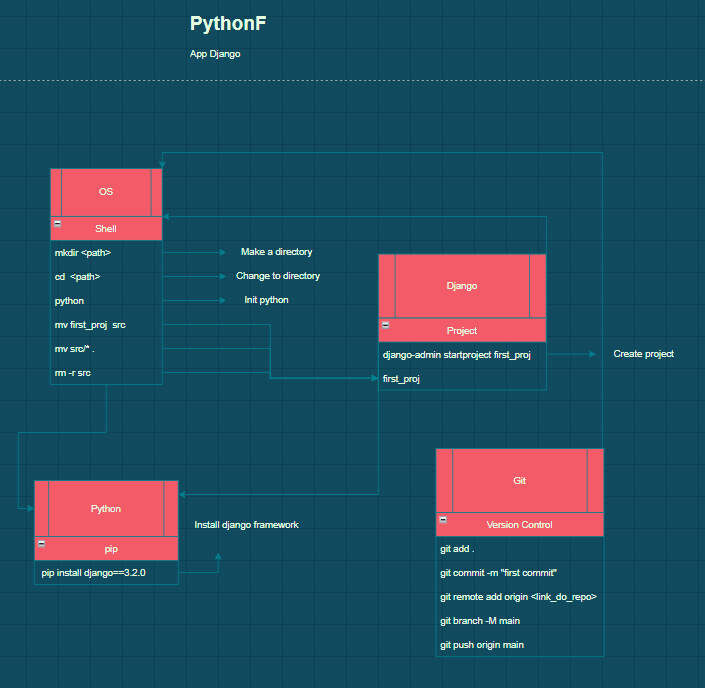 PythonF
App Django
OS
Shell
mkdir <path>
Make a directory
cd <path>
Change to directory
python
Init python
mv first_proj src
mv src/* .
rm -r src
Django
Project
django-admin startproject first_proj
Create project
first_proj
Python
pip
pip install django==3.2.0
Install django framework
Git
Version Control
git add .
git commit -m "first commit"
git remote add origin <link_do_repo>
git branch -M main
git push origin main